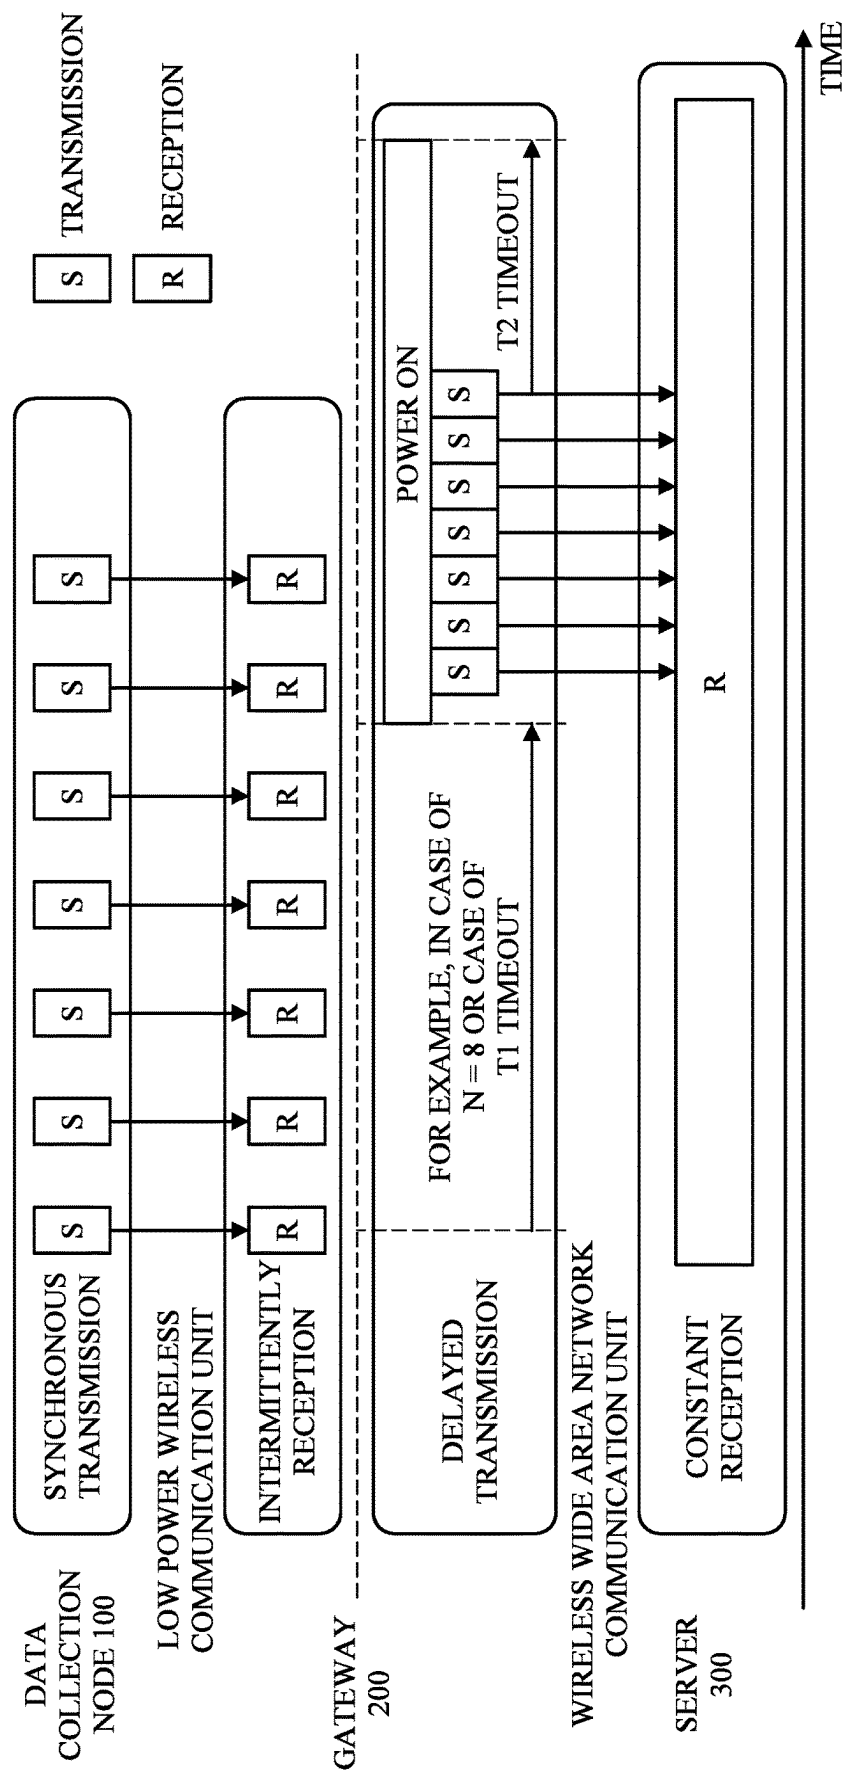 S
TRANSMISSION
R
RECEPTION
DATA
COLLECTION
NODE 100
SYNCHRONOUS
TRANSMISSION
S
S
S
S
S
S
S
LOW POWER WIRELESS
COMMUNICATION UNIT
INTERMITTENTLY
RECEPTION
R
R
R
R
R
R
R
GATEWAY
200
DELAYED
TRANSMISSION
FOR EXAMPLE, IN CASE OF
N = 8 OR CASE OF
T1 TIMEOUT
POWER ON
S
S
S
S
S
S
S
T2 TIMEOUT
WIRELESS WIDE AREA NETWORK
COMMUNICATION UNIT
SERVER
300
CONSTANT
RECEPTION
R
TIME